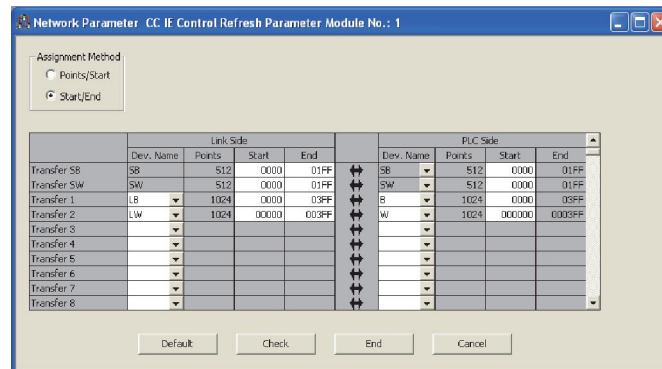 Network Parameter CC IE Control Refresh Parameter Module No.: 1
Assignment Method
Points/Start
Start/End
Link Side PLC Side
Dev. Name Points Start End Dev. Name Points Start End
Transfer SB SB 512 0000 01FF SB 512 0000 01FF
Transfer SW SW 512 0000 01FF SW 512 0000 01FF
Transfer 1 LB 1024 0000 03FF B 1024 0000 03FF
Transfer 2 LW 1024 00000 003FF W 1024 000000 0003FF
Transfer 3
Transfer 4
Transfer 5
Transfer 6
Transfer 7
Transfer 8
Default Check End Cancel